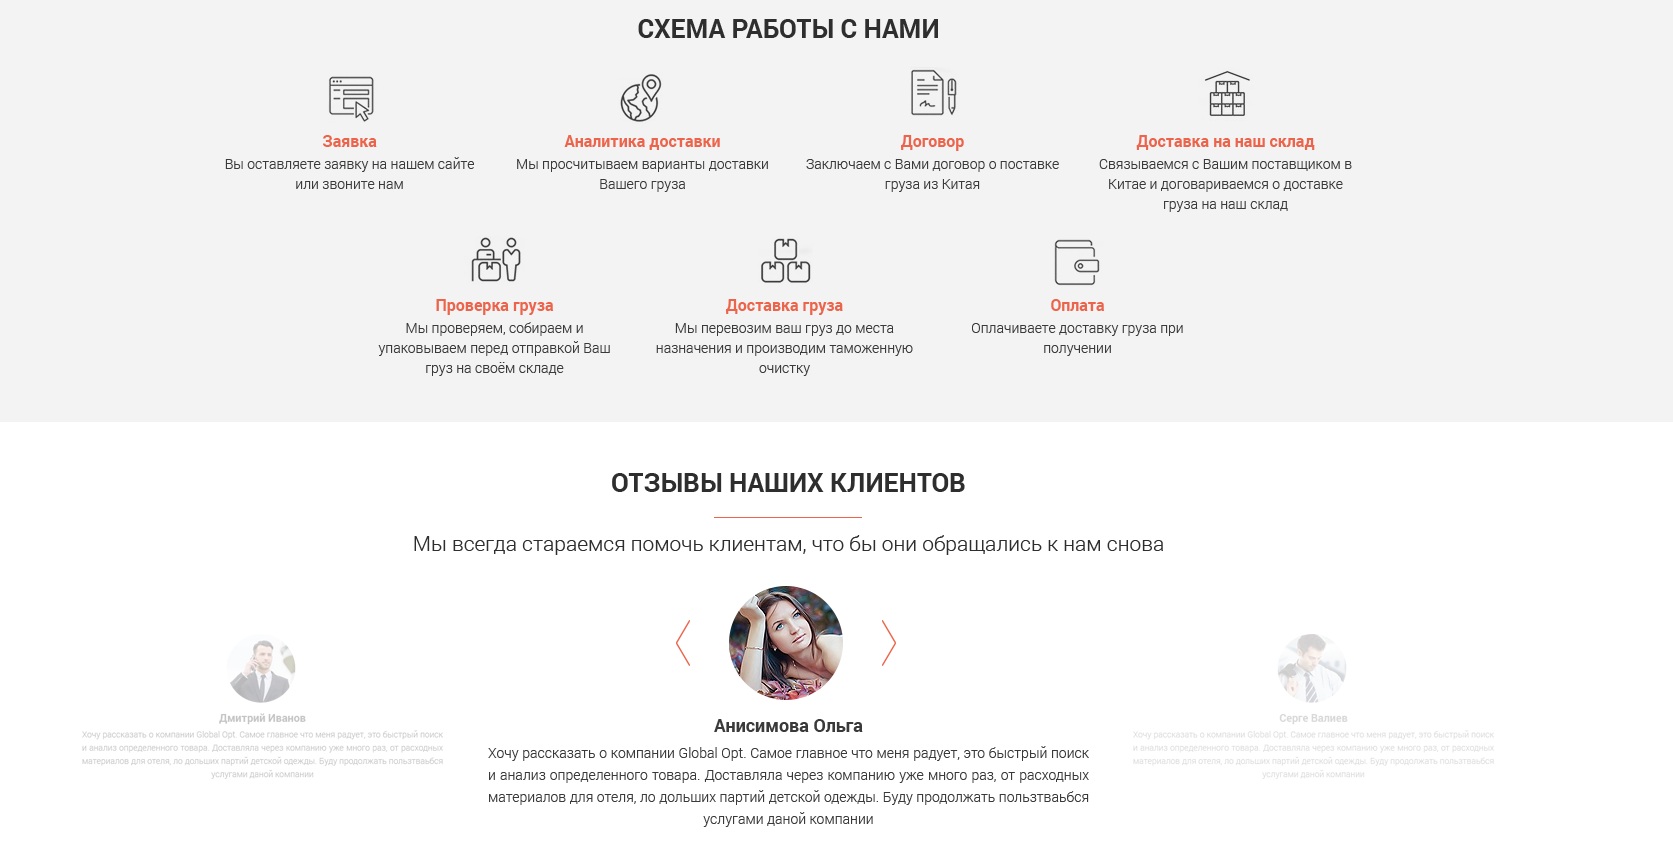 СХЕМА РАБОТЫ С НАМИ
Заявка
Вы оставляете заявку на нашем сайте
или звоните нам
Аналитика доставки
Мы просчитываем варианты доставки
Вашего груза
Договор
Заключаем с Вами договор о поставке
груза из Китая
Доставка на наш склад
Связываемся с Вашим поставщиком в
Китае и договариваемся о доставке
груза на наш склад
Проверка груза
Мы проверяем, собираем и
упаковываем перед отправкой Ваш
груз на своём складе
Доставка груза
Мы перевозим ваш груз до места
назначения и производим таможенную
очистку
Оплата
Оплачиваете доставку груза при
получении
ОТЗЫВЫ НАШИХ КЛИЕНТОВ
Мы всегда стараемся помочь клиентам, что бы они обращались к нам снова
Дмитрий Иванов
Хочу рассказать о компании Global Opt. Самое главное что меня радует, это быстрый поиск
и анализ определенного товара. Доставляла через компанию уже много раз, от расходных
материалов для отеля, ло дольших партий детской одежды. Буду продолжать пользтваьбся
услугами даной компании
Анисимова Ольга
Хочу рассказать о компании Global Opt. Самое главное что меня радует, это быстрый поиск
и анализ определенного товара. Доставляла через компанию уже много раз, от расходных
материалов для отеля, ло дольших партий детской одежды. Буду продолжать пользтваьбся
услугами даной компании
Серге Валиев
Хочу рассказать о компании Global Opt. Самое главное что меня радует, это быстрый поиск
и анализ определенного товара. Доставляла через компанию уже много раз, от расходных
материалов для отеля, ло дольших партий детской одежды. Буду продолжать пользтваьбся
услугами даной компании